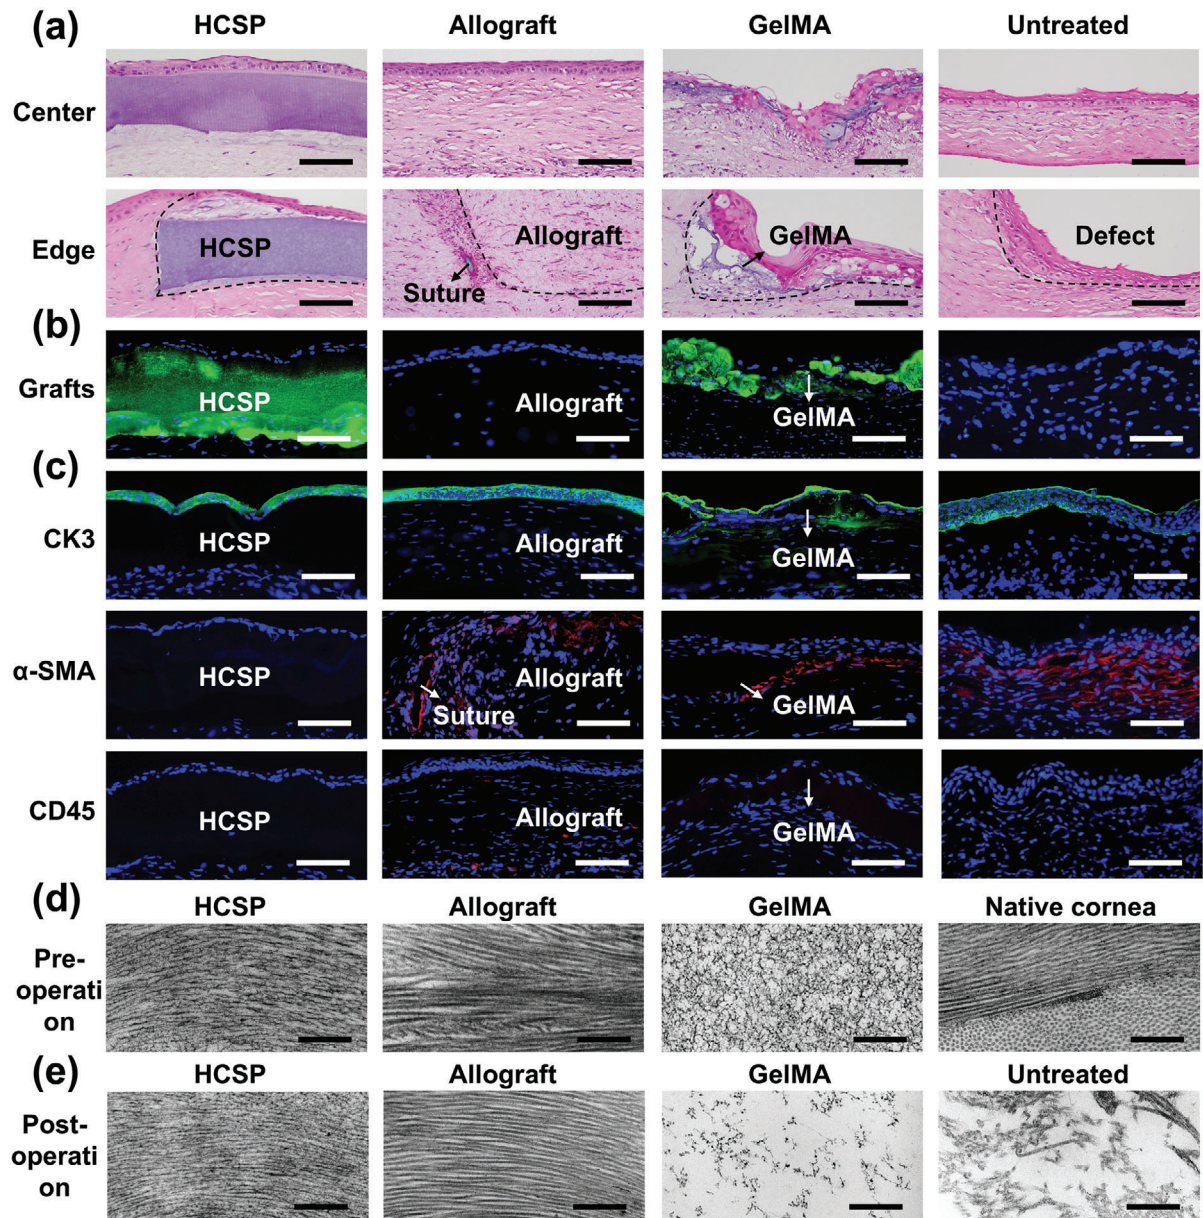 (a)
HCSP
Allograft
GelMA
Untreated
Center
Edge
HCSP
Allograft
Suture
GelMA
Defect
(b)
Grafts
HCSP
Allograft
GelMA
(c)
CK3
HCSP
Allograft
GelMA
α-SMA
HCSP
Allograft
Suture
GelMA
CD45
HCSP
Allograft
GelMA
(d)
HCSP
Allograft
GelMA
Native cornea
Pre-
operati
on
(e)
HCSP
Allograft
GelMA
Untreated
Post-
operati
on